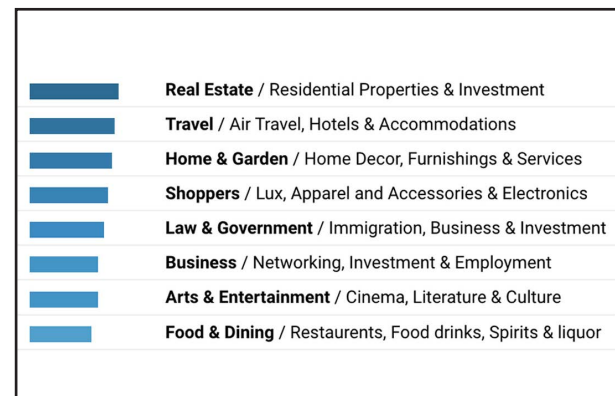 Real Estate / Residential Properties & Investment
Travel / Air Travel, Hotels & Accommodations
Home & Garden / Home Decor, Furnishings & Services
Shoppers / Lux, Apparel and Accessories & Electronics
Law & Government / Immigration, Business & Investment
Business / Networking, Investment & Employment
Arts & Entertainment / Cinema, Literature & Culture
Food & Dining / Restaurents, Food drinks, Spirits & liquor